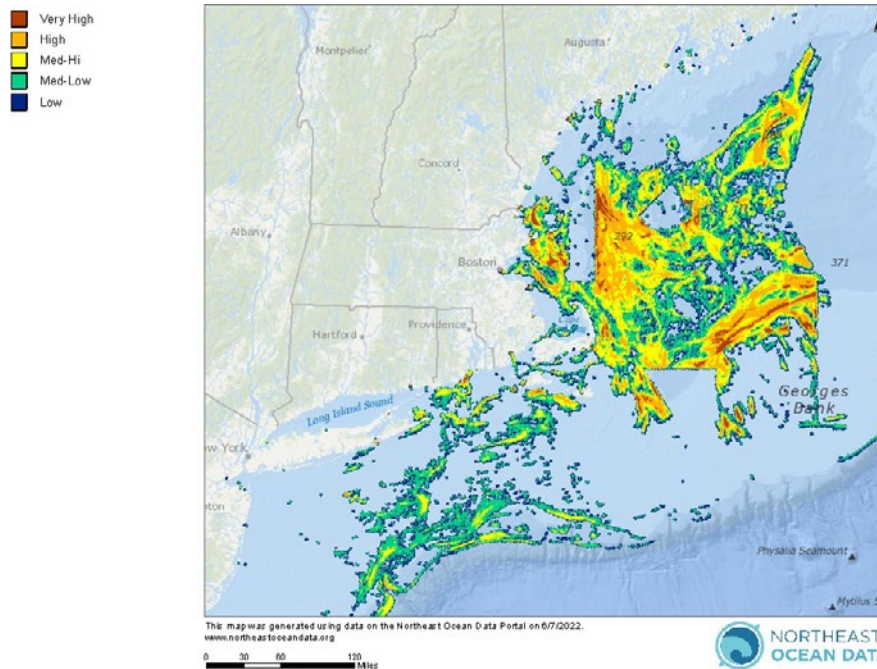 Very High
High
Med-Hi
Med-Low
Low
Montpelier
Augusta
Concord
Albany
292
371
Boston
Hartford
Providence
Georges
Bank
Long Island Sound
York
Physalia Seamount
Mytilus S
This map was generated using data on the Northeast Ocean Data Portal on 6/7/2022.
www.northeastoceandata.org
0 30 60 120
Miles
NORTHEAST
OCEAN DATA